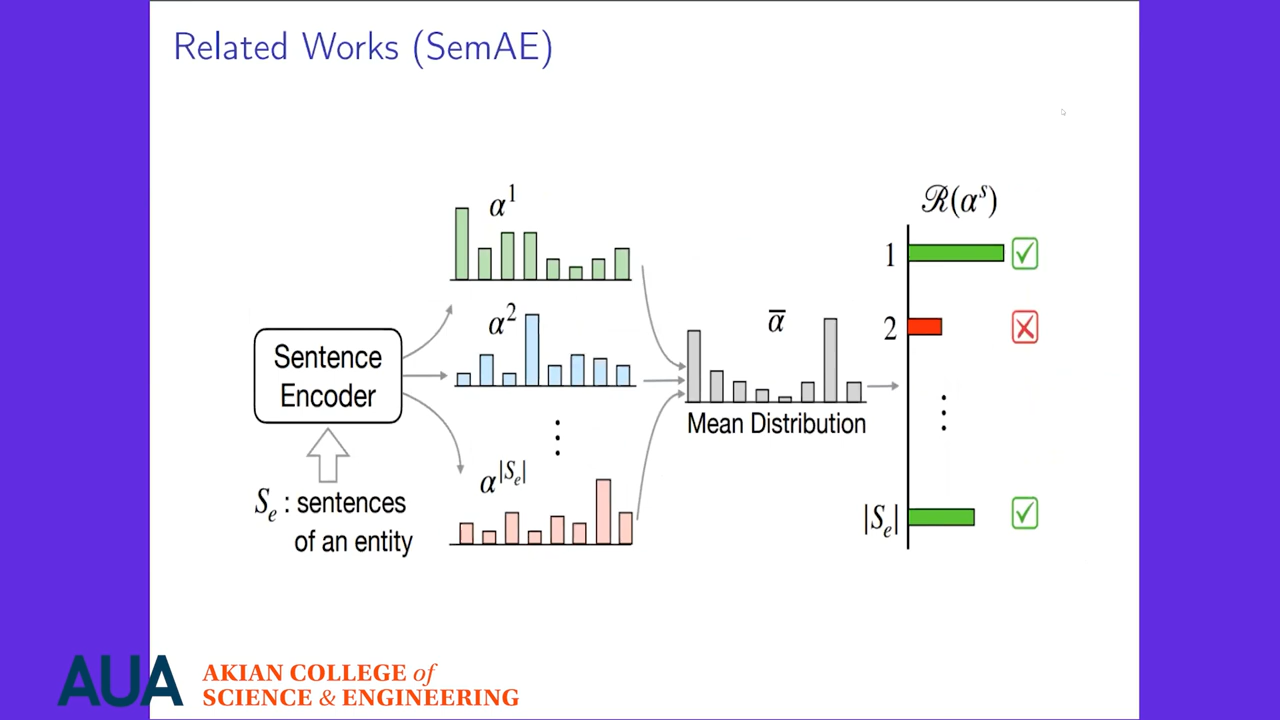 Related Works (SemAE)
α¹
ℛ(αˢ)
1
α²
ᾱ
2
Sentence
Encoder
Mean Distribution
α^|Sₑ|
Sₑ : sentences
of an entity
|Sₑ|
AUA
AKIAN COLLEGE of
SCIENCE & ENGINEERING